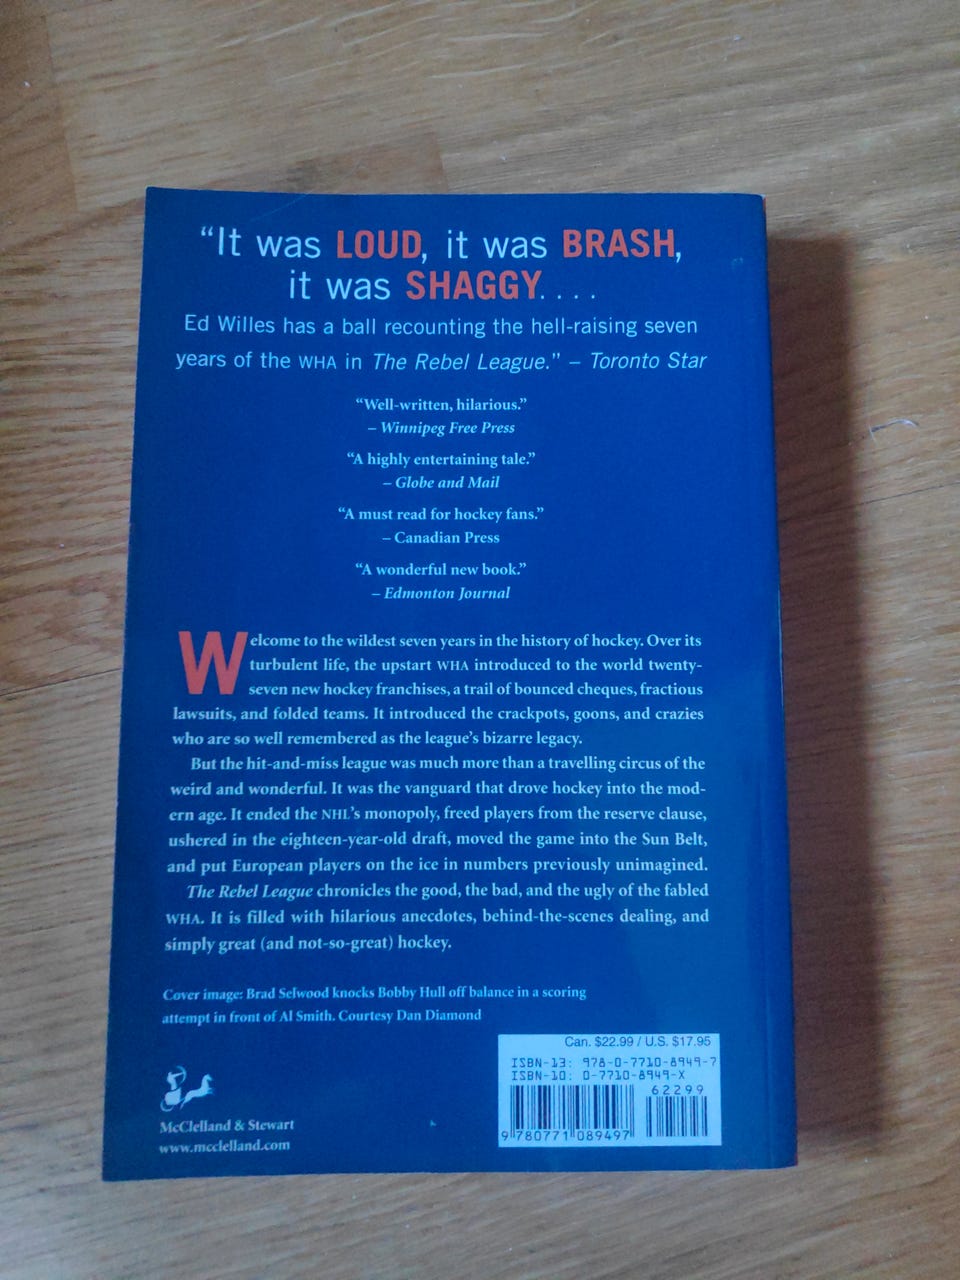 “It was LOUD, it was BRASH,
it was SHAGGY. . . .
Ed Willes has a ball recounting the hell-raising seven
years of the WHA in The Rebel League.” – Toronto Star
“Well-written, hilarious.”
– Winnipeg Free Press
“A highly entertaining tale.”
– Globe and Mail
“A must read for hockey fans.”
– Canadian Press
“A wonderful new book.”
– Edmonton Journal
Welcome to the wildest seven years in the history of hockey. Over its
turbulent life, the upstart WHA introduced to the world twenty-
seven new hockey franchises, a trail of bounced cheques, fractious
lawsuits, and folded teams. It introduced the crackpots, goons, and crazies
who are so well remembered as the league’s bizarre legacy.
But the hit-and-miss league was much more than a travelling circus of the
weird and wonderful. It was the vanguard that drove hockey into the mod-
ern age. It ended the NHL’s monopoly, freed players from the reserve clause,
ushered in the eighteen-year-old draft, moved the game into the Sun Belt,
and put European players on the ice in numbers previously unimagined.
The Rebel League chronicles the good, the bad, and the ugly of the fabled
WHA. It is filled with hilarious anecdotes, behind-the-scenes dealing, and
simply great (and not-so-great) hockey.
Cover image: Brad Selwood knocks Bobby Hull off balance in a scoring
attempt in front of Al Smith. Courtesy Dan Diamond
Can. $22.99 / U.S. $17.95
ISBN-13: 978-0-7710-8949-7
ISBN-10: 0-7710-8949-X
62299
9 780771 089497
McClelland & Stewart
www.mcclelland.com